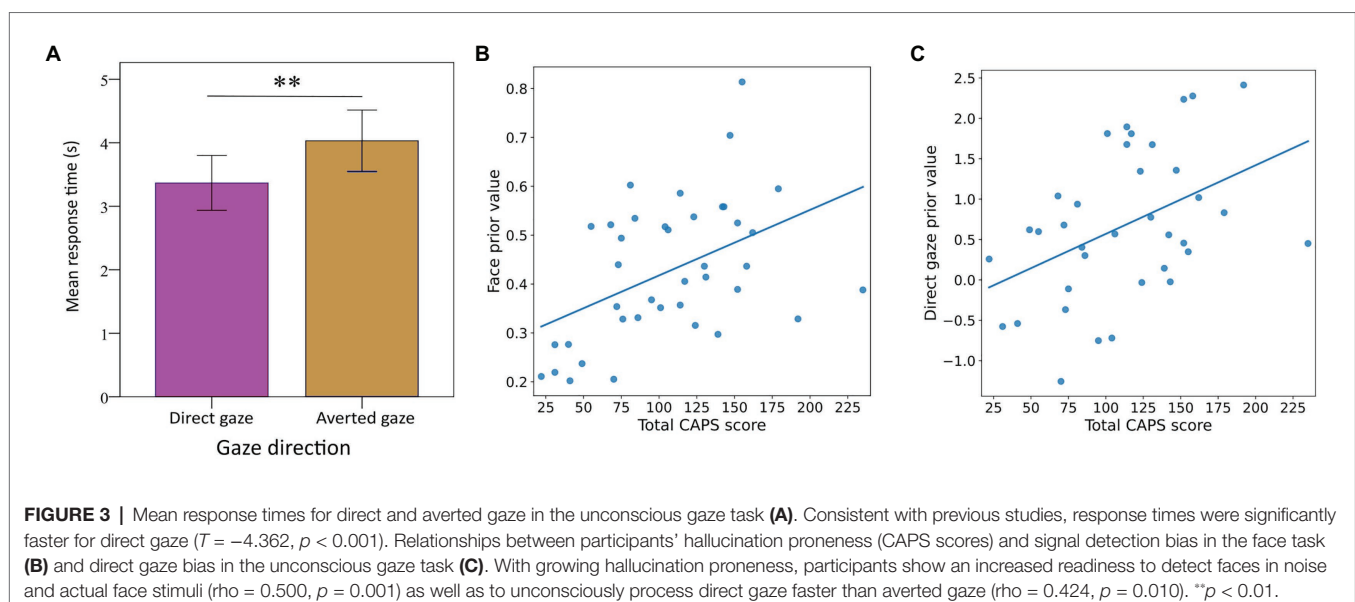 A
**
5
4
3
2
1
0
Mean response time (s)
Direct gaze
Averted gaze
Gaze direction
B
0.8
0.7
0.6
0.5
0.4
0.3
0.2
Face prior value
25 50 75 100 125 150 175 200 225
Total CAPS score
C
2.5
2.0
1.5
1.0
0.5
0.0
−0.5
−1.0
Direct gaze prior value
25 50 75 100 125 150 175 200 225
Total CAPS score
FIGURE 3 | Mean response times for direct and averted gaze in the unconscious gaze task (A). Consistent with previous studies, response times were significantly
faster for direct gaze (T = −4.362, p < 0.001). Relationships between participants’ hallucination proneness (CAPS scores) and signal detection bias in the face task
(B) and direct gaze bias in the unconscious gaze task (C). With growing hallucination proneness, participants show an increased readiness to detect faces in noise
and actual face stimuli (rho = 0.500, p = 0.001) as well as to unconsciously process direct gaze faster than averted gaze (rho = 0.424, p = 0.010). **p < 0.01.